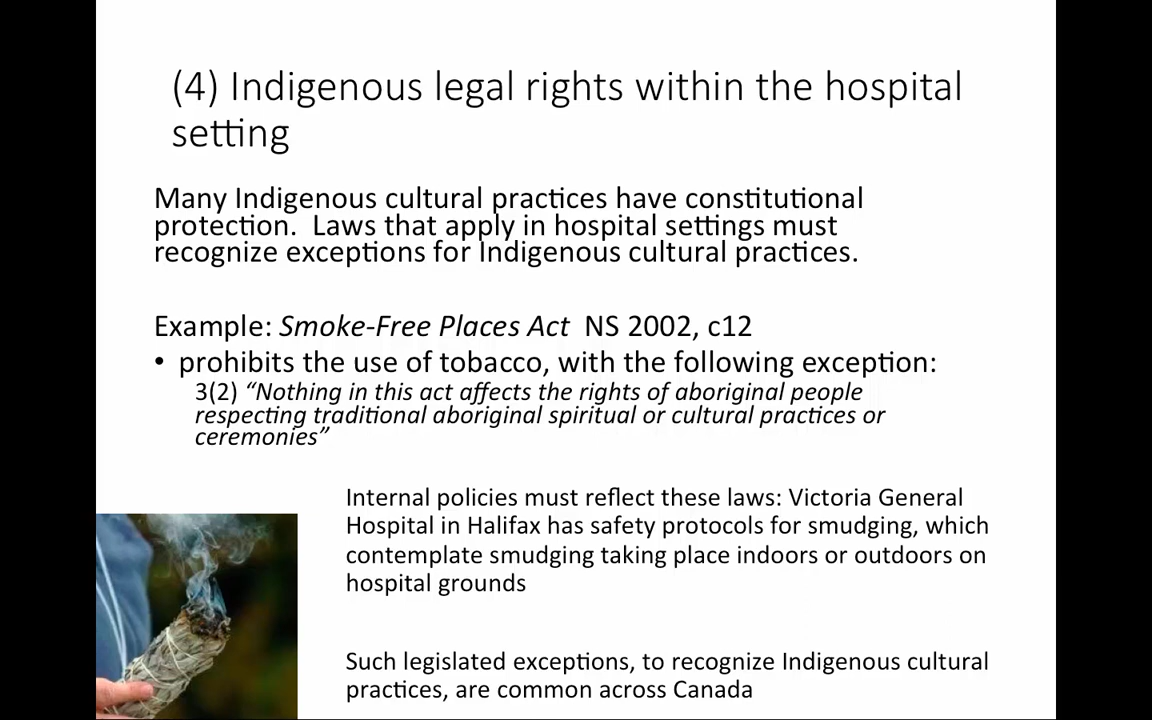 (4) Indigenous legal rights within the hospital
setting
Many Indigenous cultural practices have constitutional
protection.  Laws that apply in hospital settings must
recognize exceptions for Indigenous cultural practices.
Example: Smoke-Free Places Act  NS 2002, c12
• prohibits the use of tobacco, with the following exception:
3(2) “Nothing in this act affects the rights of aboriginal people
respecting traditional aboriginal spiritual or cultural practices or
ceremonies”
Internal policies must reflect these laws: Victoria General
Hospital in Halifax has safety protocols for smudging, which
contemplate smudging taking place indoors or outdoors on
hospital grounds
Such legislated exceptions, to recognize Indigenous cultural
practices, are common across Canada